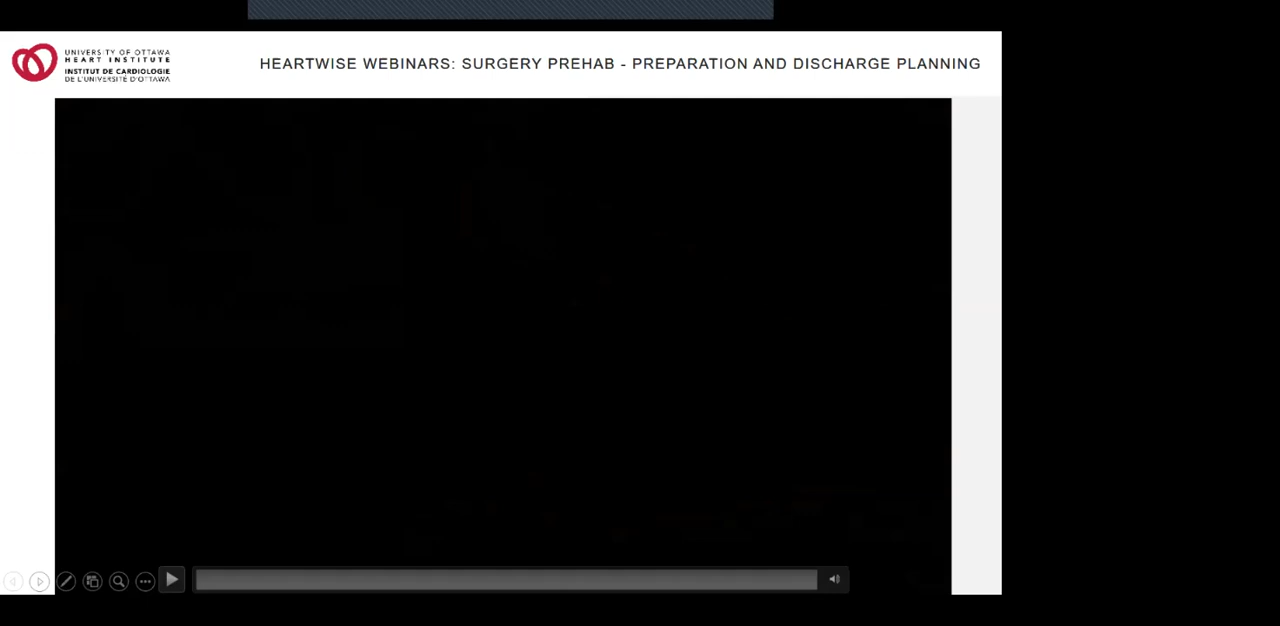 UNIVERSITY OF OTTAWA
HEART INSTITUTE
INSTITUT DE CARDIOLOGIE
DE L'UNIVERSITÉ D'OTTAWA
HEARTWISE WEBINARS: SURGERY PREHAB - PREPARATION AND DISCHARGE PLANNING